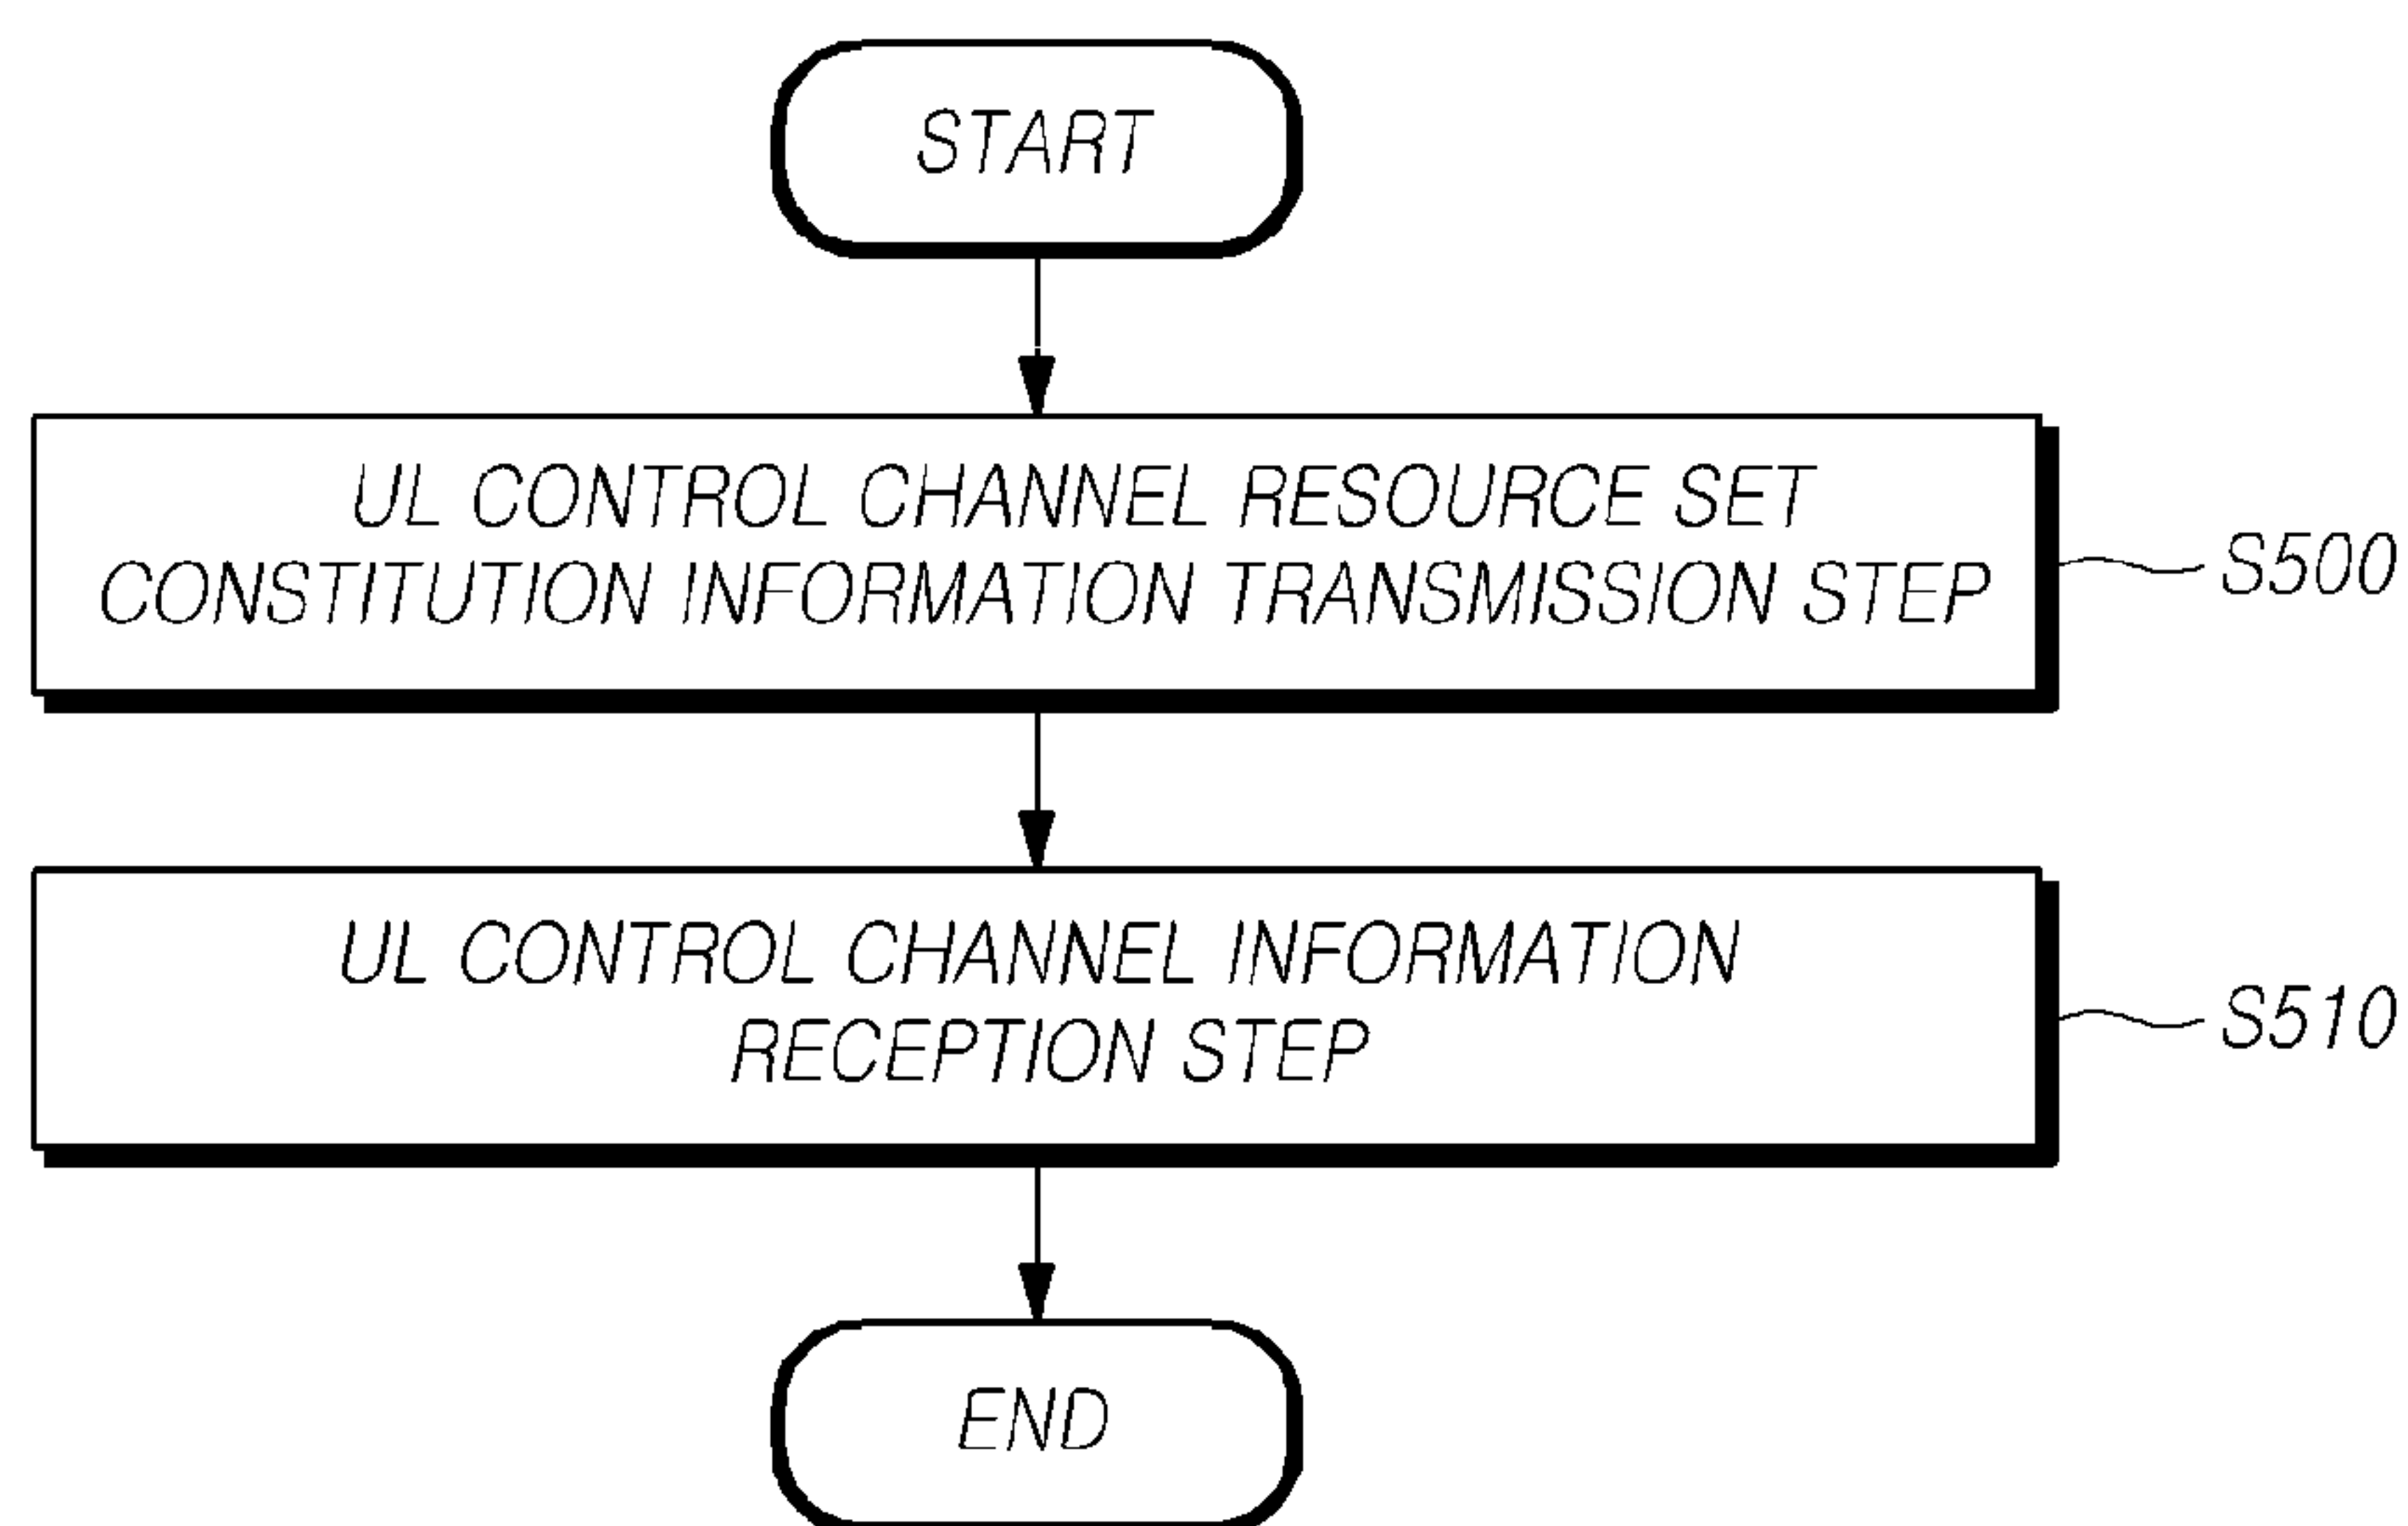 START
UL CONTROL CHANNEL RESOURCE SET
CONSTITUTION INFORMATION TRANSMISSION STEP
S500
UL CONTROL CHANNEL INFORMATION
RECEPTION STEP
S510
END